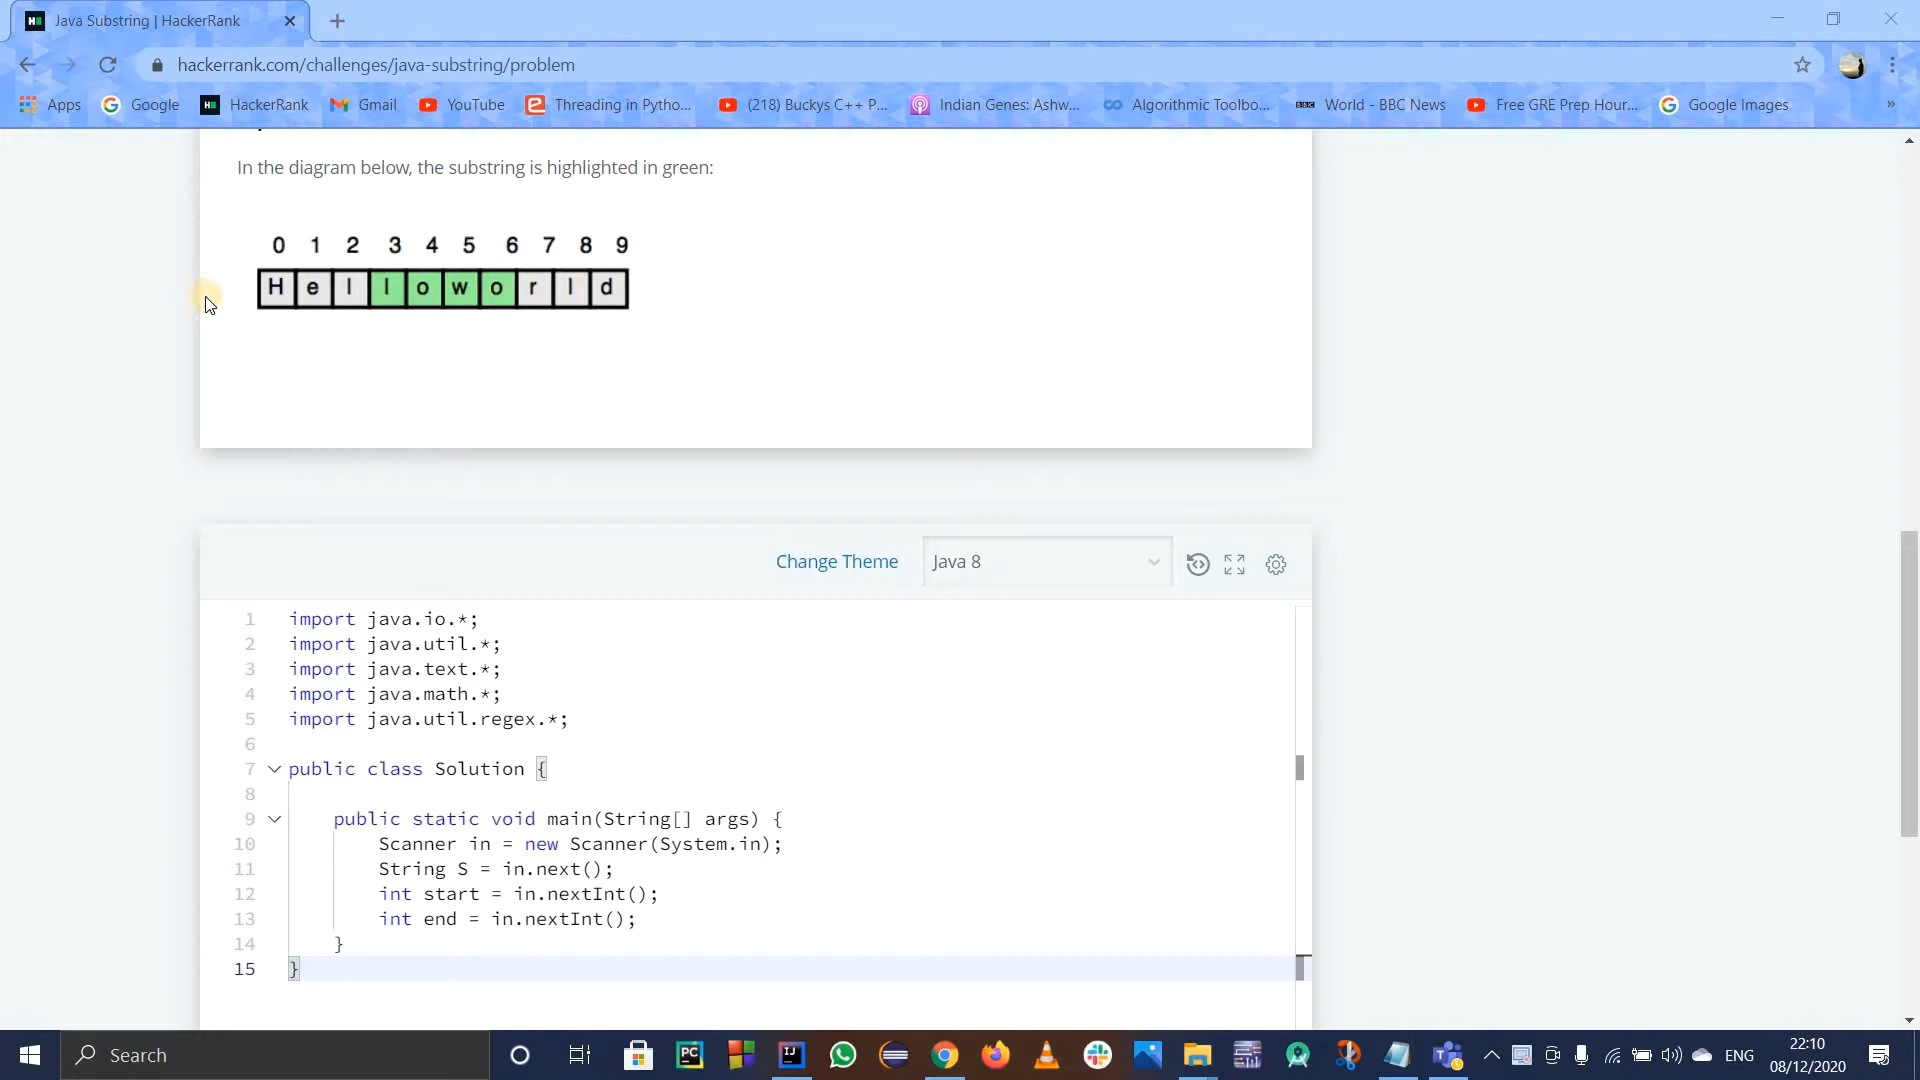 Java Substring | HackerRank
hackerrank.com/challenges/java-substring/problem
Apps Google HackerRank Gmail YouTube Threading in Pytho... (218) Buckys C++ P... Indian Genes: Ashw... Algorithmic Toolbo... World - BBC News Free GRE Prep Hour... Google Images »
In the diagram below, the substring is highlighted in green:
0 1 2 3 4 5 6 7 8 9
H e l l o w o r l d
Change Theme Java 8
1 import java.io.*;
2 import java.util.*;
3 import java.text.*;
4 import java.math.*;
5 import java.util.regex.*;
6
7 public class Solution {
8
9 public static void main(String[] args) {
10 Scanner in = new Scanner(System.in);
11 String S = in.next();
12 int start = in.nextInt();
13 int end = in.nextInt();
14 }
15 }
Search ENG 22:10
08/12/2020